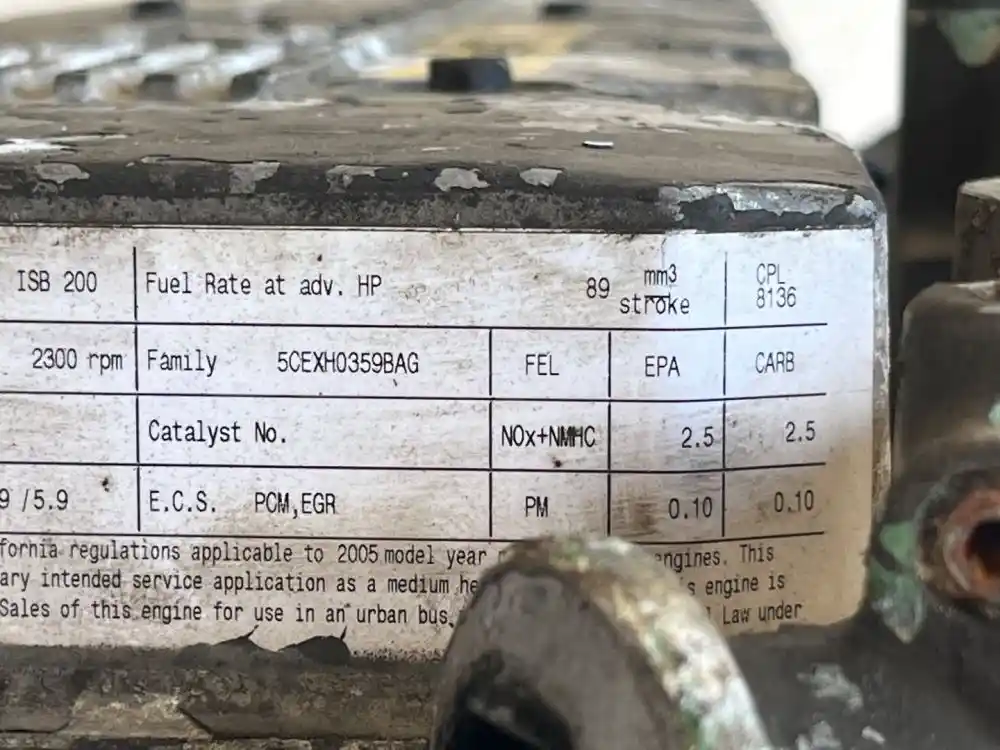 ISB 200 Fuel Rate at adv. HP 89 mm3 stroke CPL 8136
2300 rpm Family 5CEXH0359BAG FEL EPA CARB
Catalyst No. NOx+NMHC 2.5 2.5
9 /5.9 E.C.S. PCM,EGR PM 0.10 0.10
fornia regulations applicable to 2005 model year engines. This
ary intended service application as a medium he s engine is
Sales of this engine for use in an urban bus. Law under